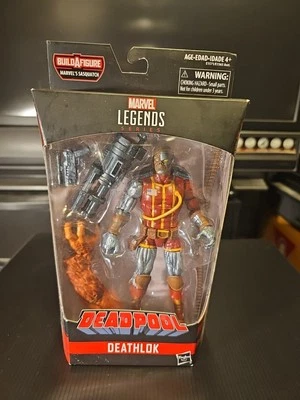 BUILD A FIGURE
MARVEL'S SASQUATCH
AGE-EDAD-IDADE 4+
WARNING:
CHOKING HAZARD - Small parts.
Not for children under 3 years.
MARVEL
LEGENDS
SERIES
DEADPOOL
DEATHLOK
Hasbro